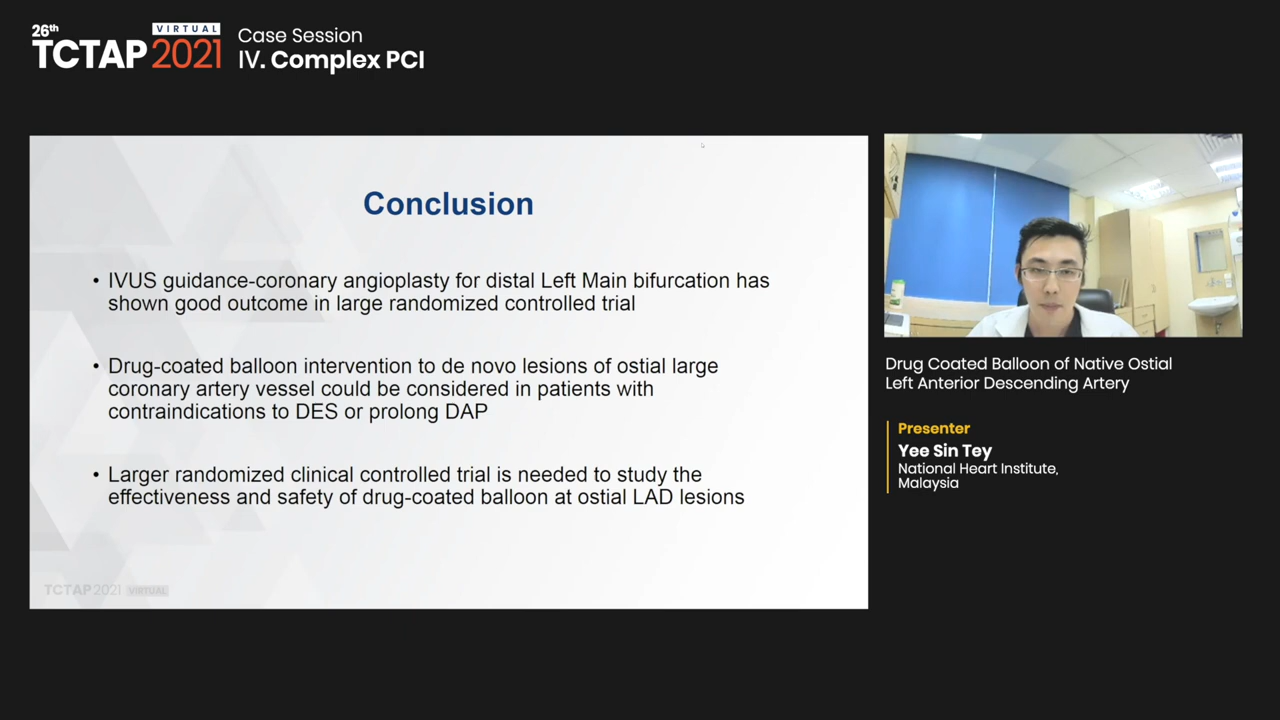 26th
VIRTUAL
TCTAP 2021
Case Session
IV. Complex PCI
Conclusion
• IVUS guidance-coronary angioplasty for distal Left Main bifurcation has
shown good outcome in large randomized controlled trial
• Drug-coated balloon intervention to de novo lesions of ostial large
coronary artery vessel could be considered in patients with
contraindications to DES or prolong DAP
• Larger randomized clinical controlled trial is needed to study the
effectiveness and safety of drug-coated balloon at ostial LAD lesions
TCTAP 2021 VIRTUAL
Drug Coated Balloon of Native Ostial
Left Anterior Descending Artery
Presenter
Yee Sin Tey
National Heart Institute,
Malaysia